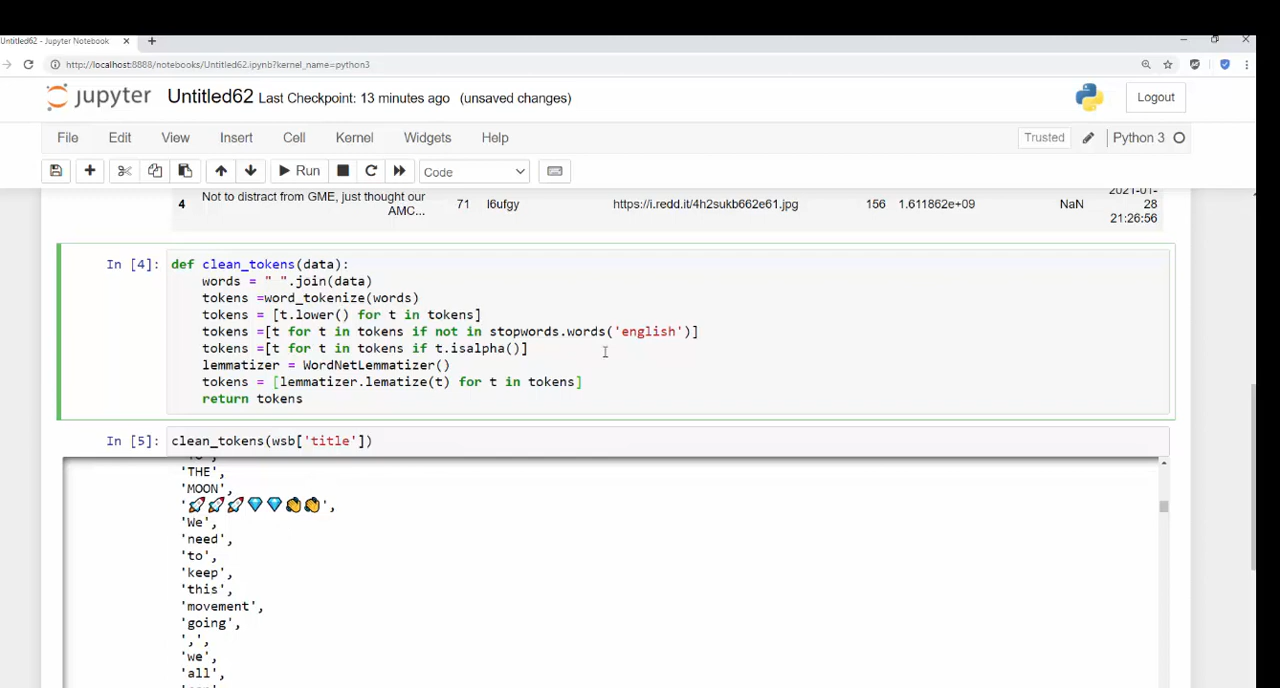 Untitled62 - Jupyter Notebook
http://localhost:8888/notebooks/Untitled62.ipynb?kernel_name=python3
jupyter Untitled62 Last Checkpoint: 13 minutes ago (unsaved changes)
Logout
File Edit View Insert Cell Kernel Widgets Help
Trusted Python 3
Run Code
4 Not to distract from GME, just thought our AMC... 71 l6ufgy https://i.redd.it/4h2sukb662e61.jpg 156 1.611862e+09 NaN 2021-01-28 21:26:56
In [4]: def clean_tokens(data):
words = " ".join(data)
tokens =word_tokenize(words)
tokens = [t.lower() for t in tokens]
tokens =[t for t in tokens if not in stopwords.words('english')]
tokens =[t for t in tokens if t.isalpha()]
lemmatizer = WordNetLemmatizer()
tokens = [lemmatizer.lematize(t) for t in tokens]
return tokens
In [5]: clean_tokens(wsb['title'])
'THE',
'MOON',
'🚀🚀🚀💎💎👏👏',
'We',
'need',
'to',
'keep',
'this',
'movement',
'going',
',',
'we',
'all',